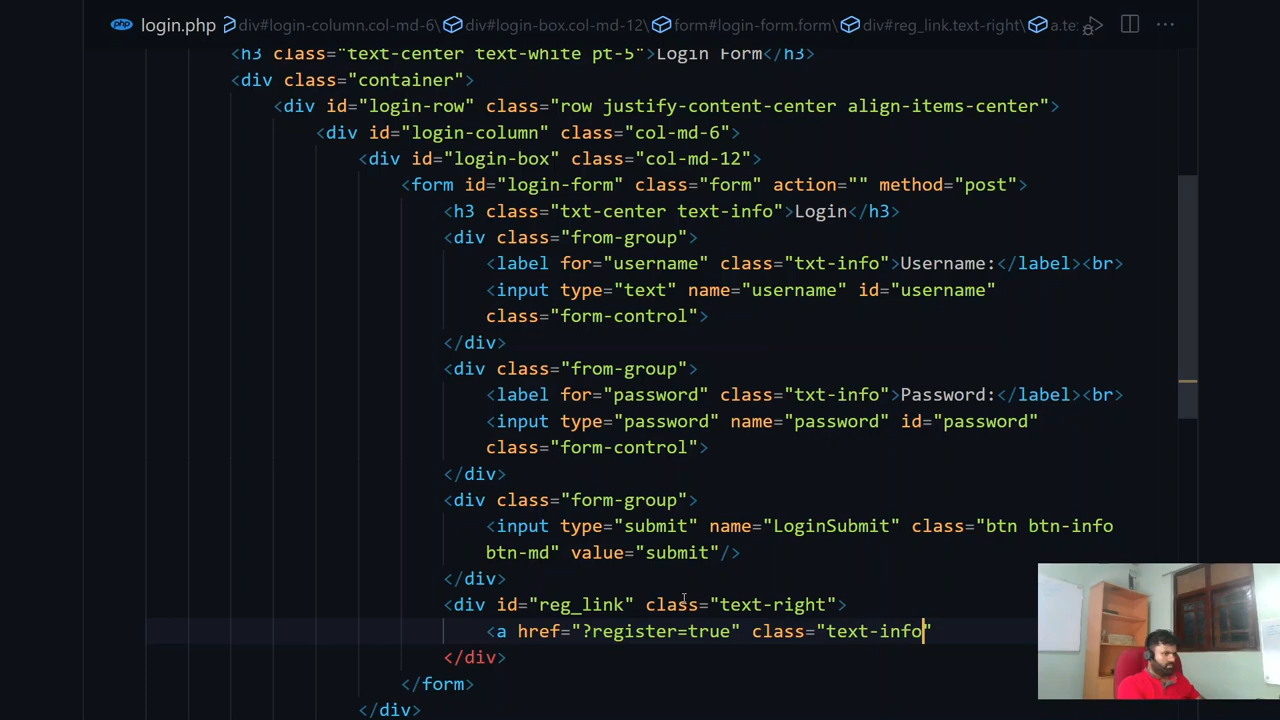 login.php div#login-column.col-md-6\ div#login-box.col-md-12\ form#login-form.form\ div#reg_link.text-right\ a.te
<h3 class="text-center text-white pt-5">Login Form</h3>
<div class="container">
<div id="login-row" class="row justify-content-center align-items-center">
<div id="login-column" class="col-md-6">
<div id="login-box" class="col-md-12">
<form id="login-form" class="form" action="" method="post">
<h3 class="txt-center text-info">Login</h3>
<div class="from-group">
<label for="username" class="txt-info">Username:</label><br>
<input type="text" name="username" id="username"
class="form-control">
</div>
<div class="from-group">
<label for="password" class="txt-info">Password:</label><br>
<input type="password" name="password" id="password"
class="form-control">
</div>
<div class="form-group">
<input type="submit" name="LoginSubmit" class="btn btn-info
btn-md" value="submit"/>
</div>
<div id="reg_link" class="text-right">
<a href="?register=true" class="text-info"
</div>
</form>
</div>